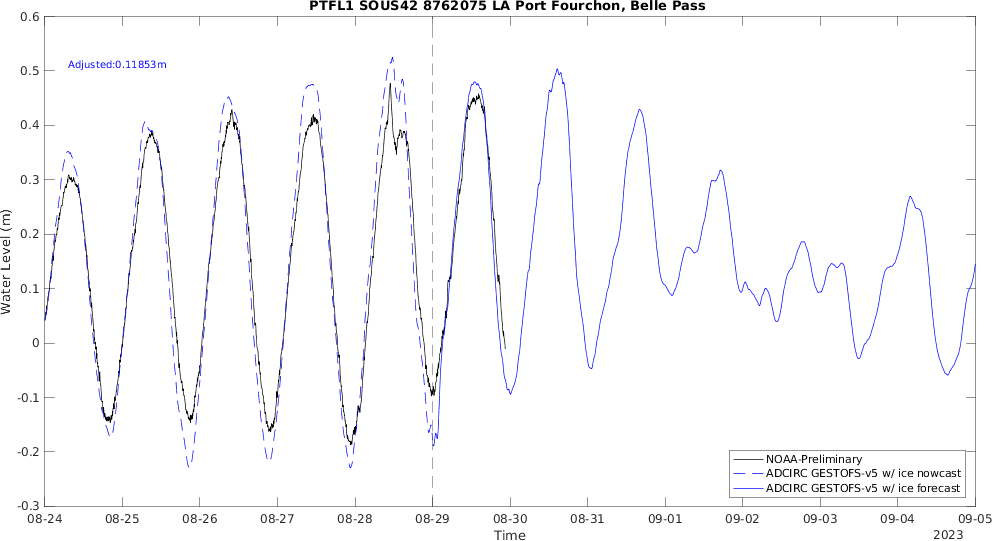 PTFL1 SOUS42 8762075 LA Port Fourchon, Belle Pass
Adjusted:0.11853m
Water Level (m)
0.6
0.5
0.4
0.3
0.2
0.1
0
-0.1
-0.2
-0.3
NOAA-Preliminary
ADCIRC GESTOFS-v5 w/ ice nowcast
ADCIRC GESTOFS-v5 w/ ice forecast
08-24 08-25 08-26 08-27 08-28 08-29 08-30 08-31 09-01 09-02 09-03 09-04 09-05
Time
2023